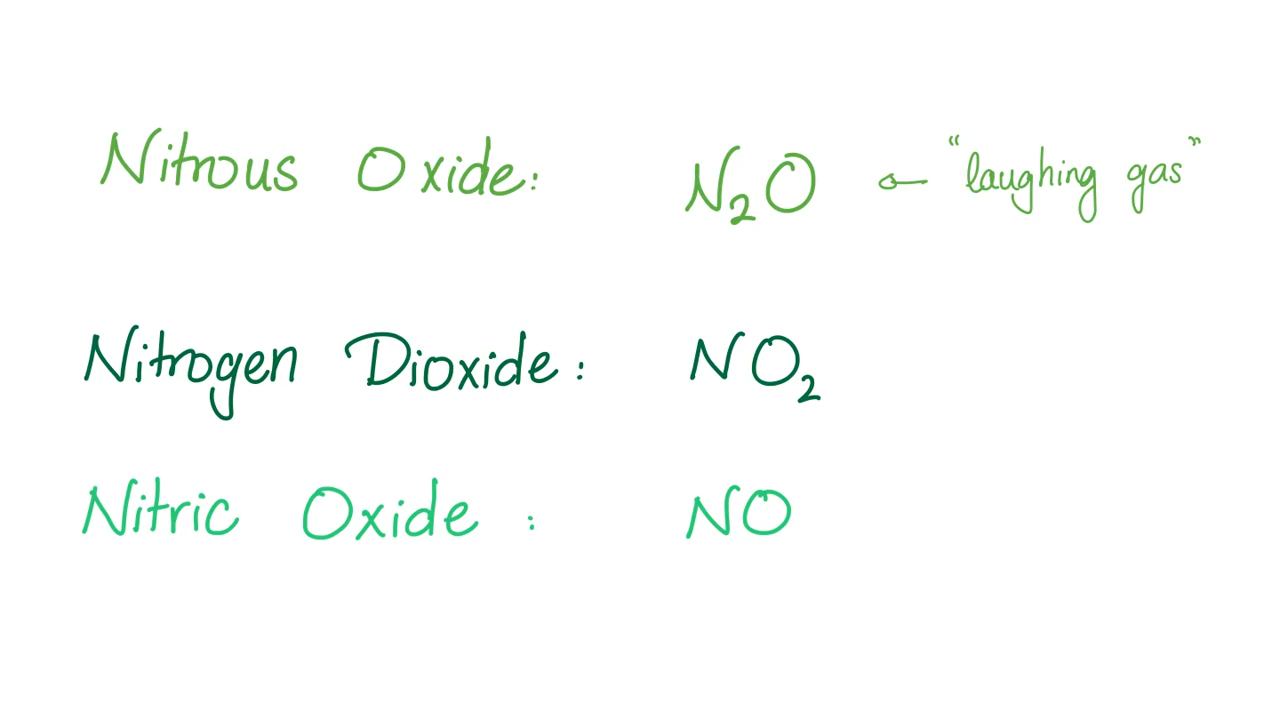 Nitrous Oxide: N₂O "laughing gas"
Nitrogen Dioxide: NO₂
Nitric Oxide : NO